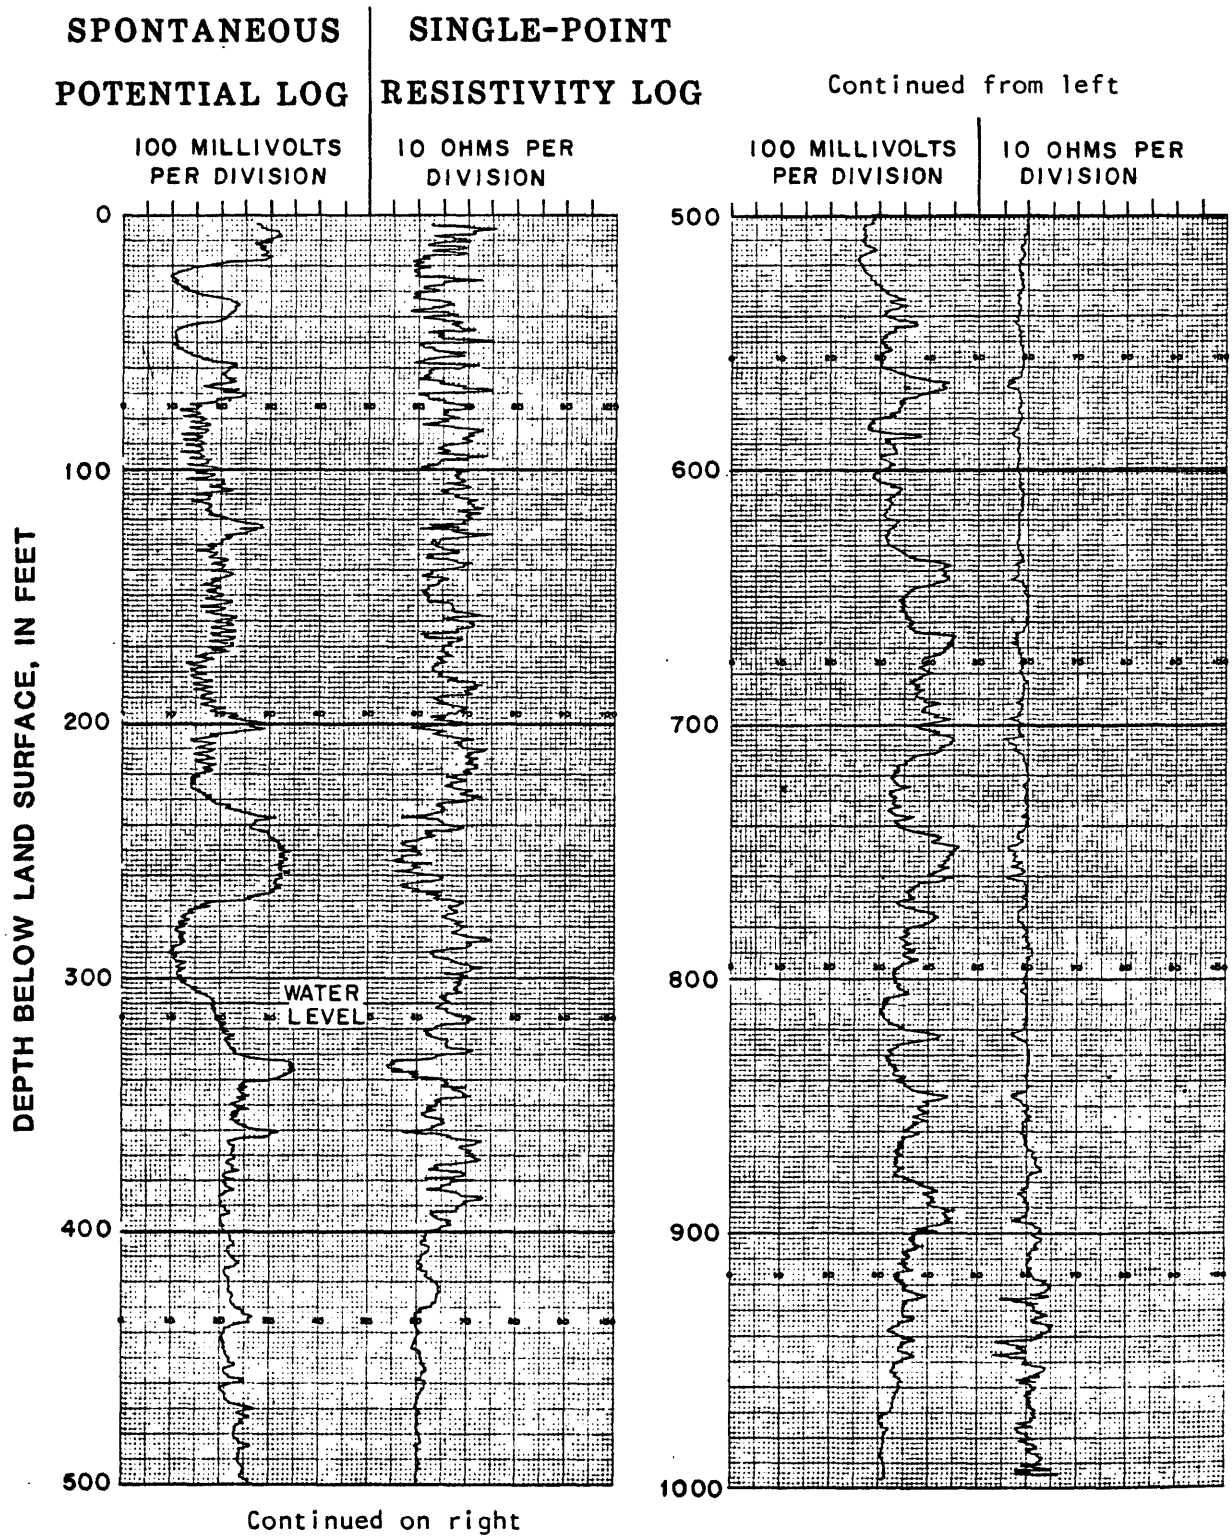 SPONTANEOUS
POTENTIAL LOG
SINGLE-POINT
RESISTIVITY LOG
100 MILLIVOLTS
PER DIVISION
10 OHMS PER
DIVISION
DEPTH BELOW LAND SURFACE, IN FEET
0
100
200
300
400
500
WATER
LEVEL
Continued on right
Continued from left
100 MILLIVOLTS
PER DIVISION
10 OHMS PER
DIVISION
500
600
700
800
900
1000